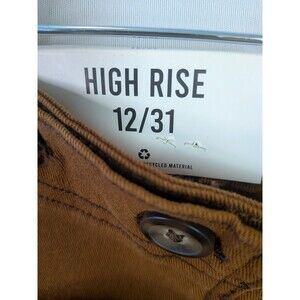 HIGH RISE
12/31
RECYCLED MATERIAL